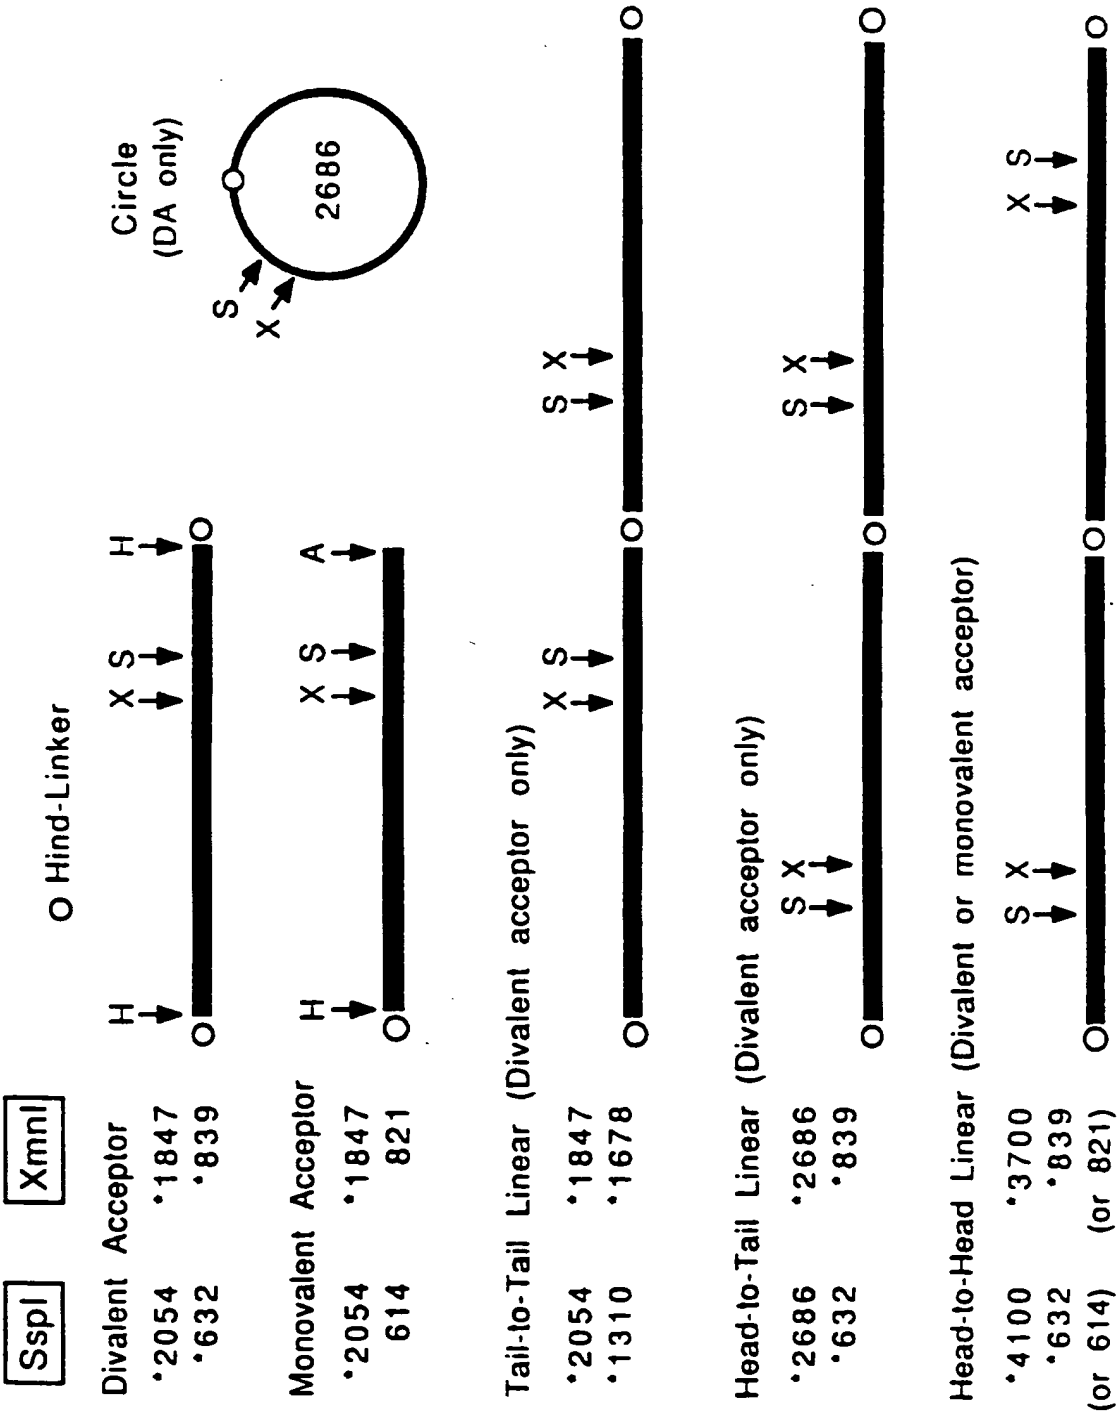 O Hind-Linker
SspI XmnI
Divalent Acceptor
*2054 *1847
*632 *839
H X S H
Circle
(DA only)
S
X
2686
Monovalent Acceptor
*2054 *1847
614 821
H X S A
Tail-to-Tail Linear (Divalent acceptor only)
*2054 *1847
*1310 *1678
X S S X
Head-to-Tail Linear (Divalent acceptor only)
*2686 *2686
*632 *839
S X S X
Head-to-Head Linear (Divalent or monovalent acceptor)
*4100 *3700
*632 *839
(or 614) (or 821)
S X X S